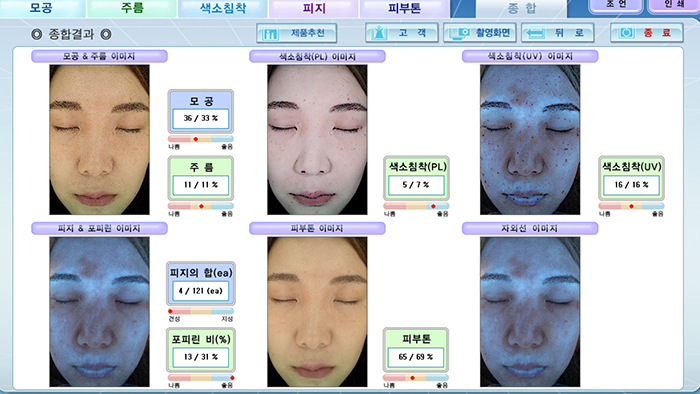 모공 주름 색소침착 피지 피부톤 종 합 조 언 인 쇄
◎ 종합결과 ◎ 제품추천 고 객 촬영화면 뒤 로 종 료
모공 & 주름 이미지 색소침착(PL) 이미지 색소침착(UV) 이미지
모 공
36 / 33 %
나쁨 좋음
주 름 색소침착(PL) 색소침착(UV)
11 / 11 % 5 / 7 % 16 / 16 %
나쁨 좋음 나쁨 좋음 나쁨 좋음
피지 & 포피린 이미지 피부톤 이미지 자외선 이미지
피지의 합(ea)
4 / 121 (ea)
건성 지성
포피린 비(%) 피부톤
13 / 31 % 65 / 69 %
나쁨 좋음 나쁨 좋음